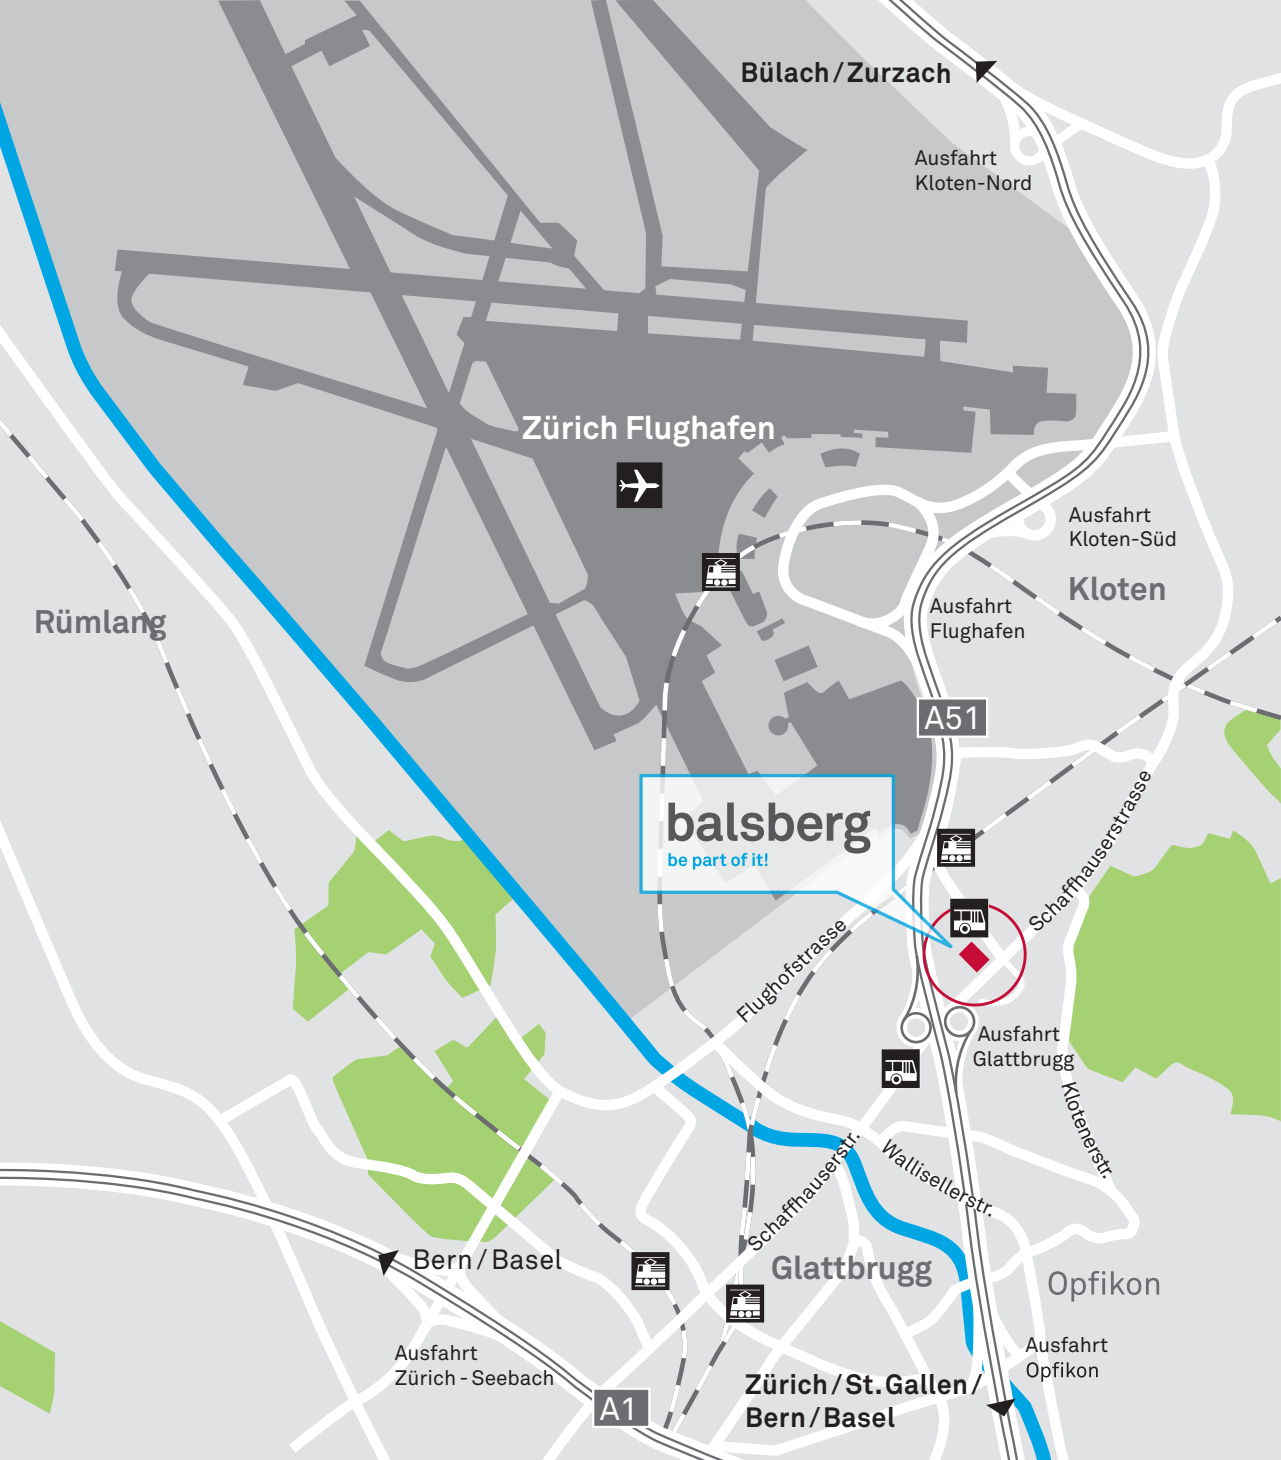 Bülach/Zurzach
Ausfahrt
Kloten-Nord
Zürich Flughafen
Ausfahrt
Kloten-Süd
Kloten
Rümlang
Ausfahrt
Flughafen
A51
balsberg
be part of it!
Schaffhauserstrasse
Flughofstrasse
Ausfahrt
Glattbrugg
Klotenerstr.
Wallisellerstr.
Schaffhauserstr.
Bern/Basel
Glattbrugg
Opfikon
Ausfahrt
Zürich-Seebach
Ausfahrt
Opfikon
Zürich/St.Gallen/
Bern/Basel
A1